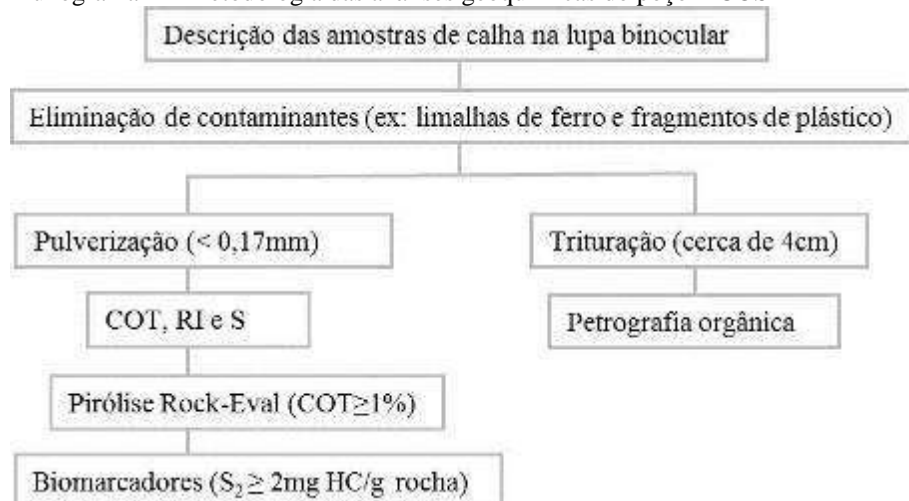 Descrição das amostras de calha na lupa binocular
Eliminação de contaminantes (ex: limalhas de ferro e fragmentos de plástico)
Pulverização (< 0,17mm)
Trituração (cerca de 4cm)
COT, RI e S
Petrografia orgânica
Pirólise Rock-Eval (COT≥1%)
Biomarcadores (S₂ ≥ 2mg HC/g rocha)